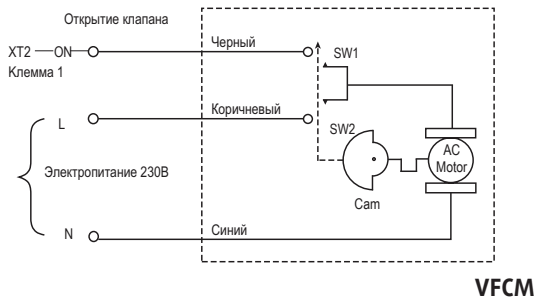 Открытие клапана
XT2 ON
Клемма 1
Черный
SW1
L
Коричневый
SW2
Электропитание 230В
AC
Motor
Cam
N
Синий
VFCM